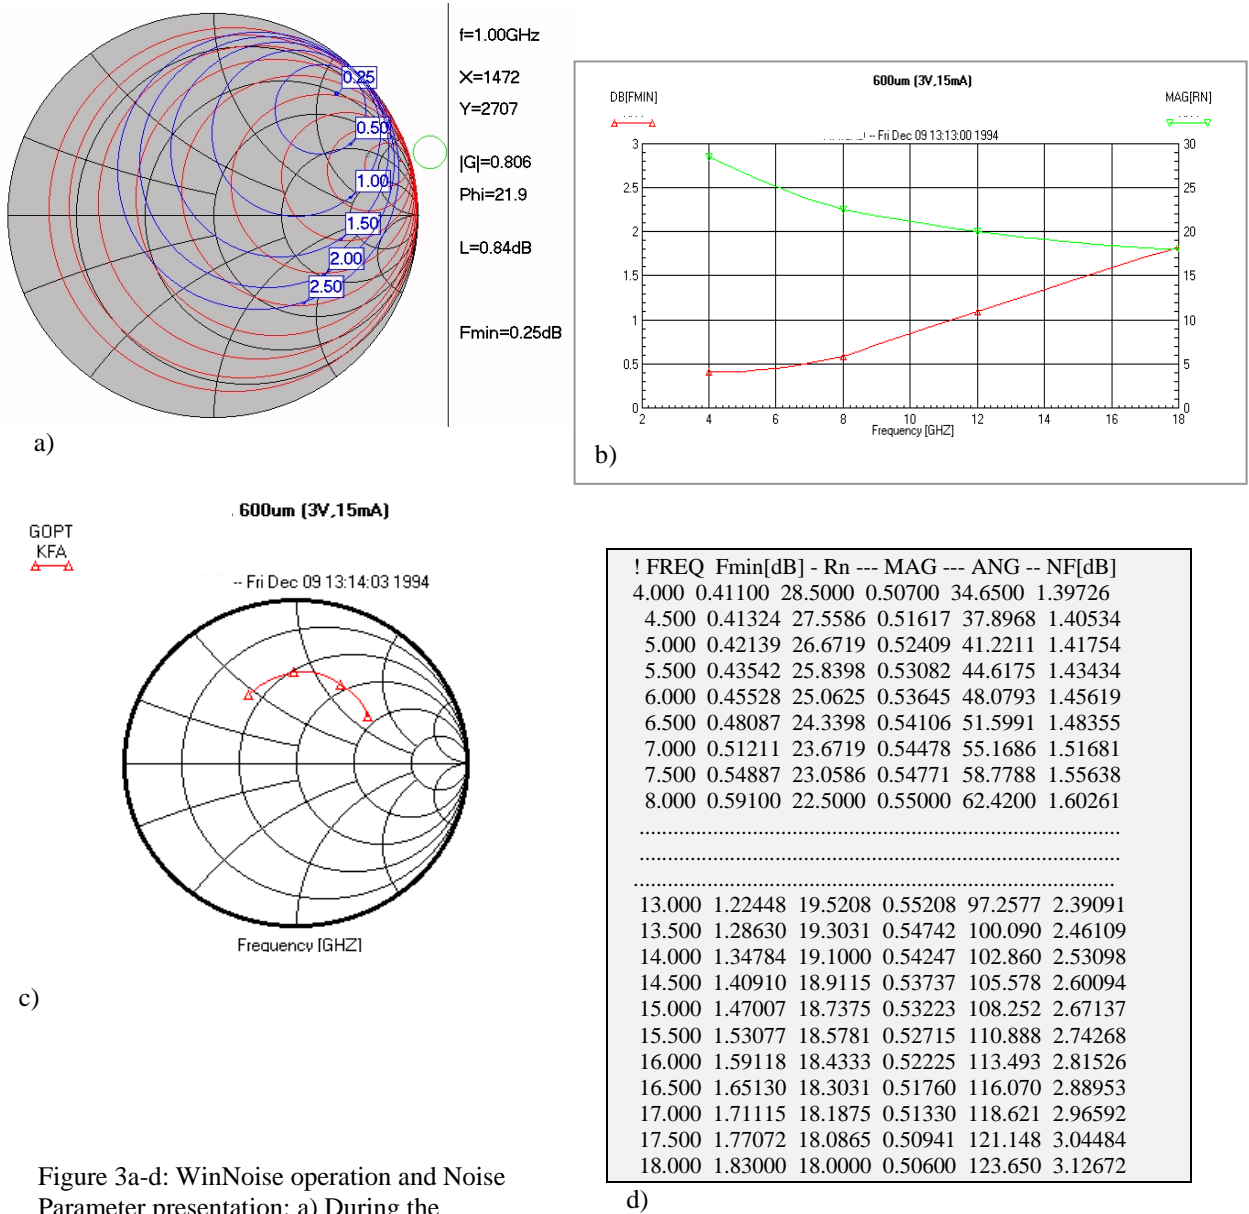 f=1.00GHz
X=1472
Y=2707
|G|=0.806
Phi=21.9
L=0.84dB
Fmin=0.25dB
0.25
0.50
1.00
1.50
2.00
2.50
a)
600um (3V,15mA)
DB[FMIN]
MAG[RN]
-- Fri Dec 09 13:13:00 1994
3
2.5
2
1.5
1
0.5
0
30
25
20
15
10
5
0
2 4 6 8 10 12 14 16 18
Frequency [GHZ]
b)
600um (3V,15mA)
GOPT
KFA
-- Fri Dec 09 13:14:03 1994
Frequency [GHZ]
c)
! FREQ Fmin[dB] - Rn --- MAG --- ANG -- NF[dB]
4.000 0.41100 28.5000 0.50700 34.6500 1.39726
4.500 0.41324 27.5586 0.51617 37.8968 1.40534
5.000 0.42139 26.6719 0.52409 41.2211 1.41754
5.500 0.43542 25.8398 0.53082 44.6175 1.43434
6.000 0.45528 25.0625 0.53645 48.0793 1.45619
6.500 0.48087 24.3398 0.54106 51.5991 1.48355
7.000 0.51211 23.6719 0.54478 55.1686 1.51681
7.500 0.54887 23.0586 0.54771 58.7788 1.55638
8.000 0.59100 22.5000 0.55000 62.4200 1.60261
.....................................................................................
.....................................................................................
.....................................................................................
13.000 1.22448 19.5208 0.55208 97.2577 2.39091
13.500 1.28630 19.3031 0.54742 100.090 2.46109
14.000 1.34784 19.1000 0.54247 102.860 2.53098
14.500 1.40910 18.9115 0.53737 105.578 2.60094
15.000 1.47007 18.7375 0.53223 108.252 2.67137
15.500 1.53077 18.5781 0.52715 110.888 2.74268
16.000 1.59118 18.4333 0.52225 113.493 2.81526
16.500 1.65130 18.3031 0.51760 116.070 2.88953
17.000 1.71115 18.1875 0.51330 118.621 2.96592
17.500 1.77072 18.0865 0.50941 121.148 3.04484
18.000 1.83000 18.0000 0.50600 123.650 3.12672
d)
Figure 3a-d: WinNoise operation and Noise
Parameter presentation: a) During the